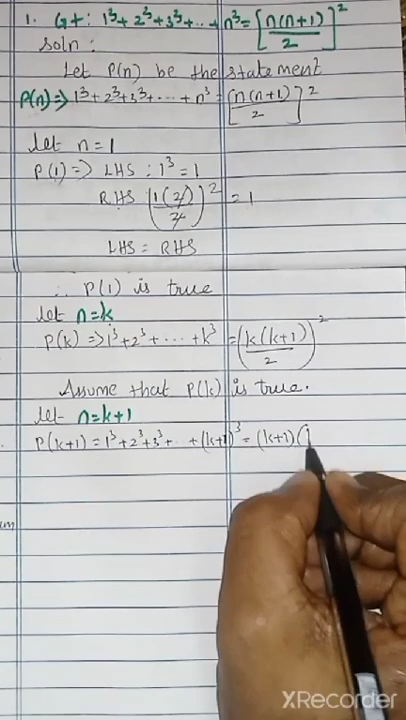 1. Gt: 1³+2³+3³+..+n³=[n(n+1)/2]²
Soln:
Let P(n) be the statement
P(n)=> 1³+2³+3³+...+n³=[n(n+1)/2]²
let n=1
P(1)=> LHS: 1³=1
RHS (1(2)/2)²=1
LHS=RHS
∴ P(1) is true
let n=k
P(k)=>1³+2³+...+k³=(k(k+1)/2)²
Assume that P(k) is true.
let n=k+1
P(k+1)=1³+2³+3³+..+(k+1)³=(k+1)(
XRecorder